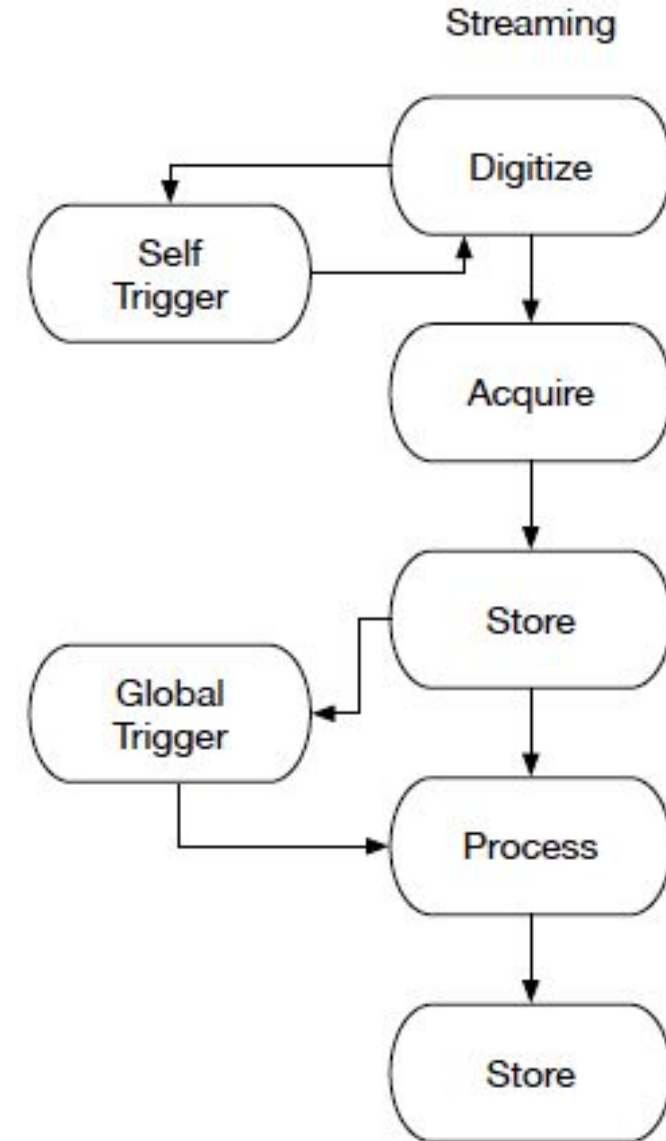 Streaming
Digitize
Self
Trigger
Acquire
Store
Global
Trigger
Process
Store